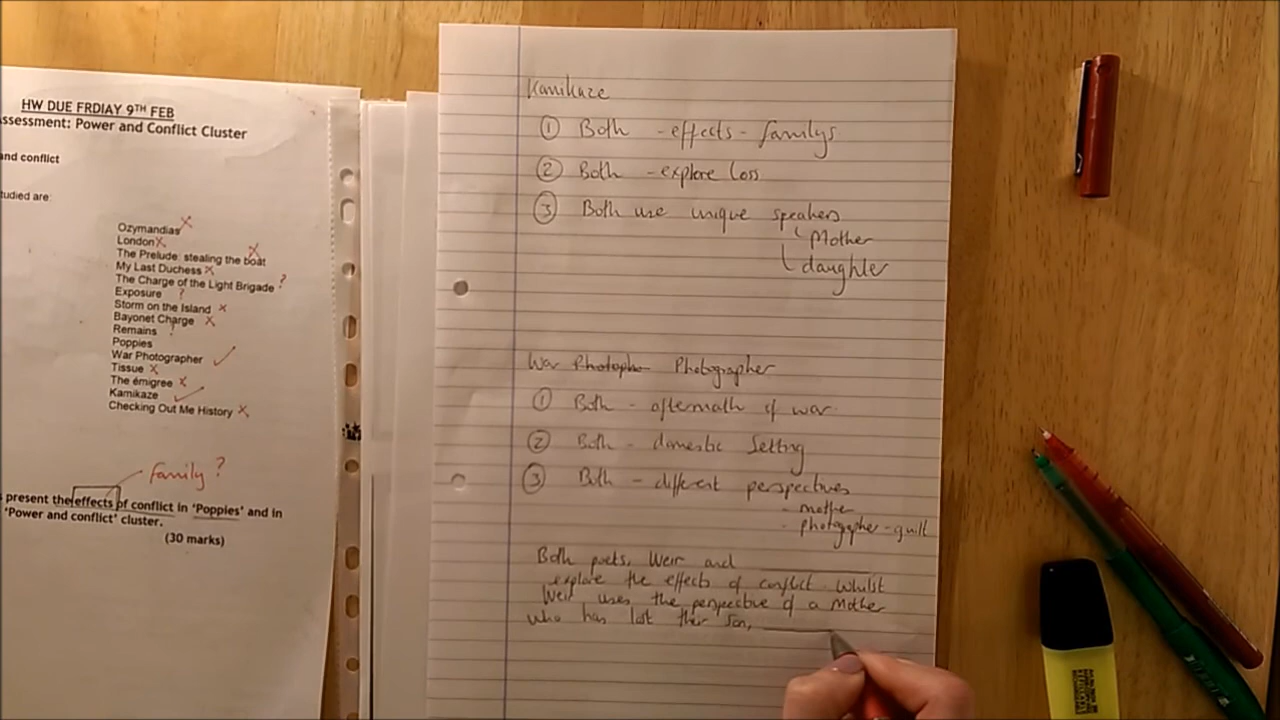 HW DUE FRDIAY 9TH FEB
ssessment: Power and Conflict Cluster
and conflict
tudied are:
Ozymandias x
London x
The Prelude: stealing the boat x
My Last Duchess x
The Charge of the Light Brigade ?
Exposure ?
Storm on the Island x
Bayonet Charge x
Remains ?
Poppies
War Photographer ✓
Tissue x
The émigree x
Kamikaze ✓
Checking Out Me History x
family ?
present the effects of conflict in 'Poppies' and in
'Power and conflict' cluster.
(30 marks)
Kamikaze
① Both - effects - familys
② Both - explore loss
③ Both use unique speakers
Mother
daughter
War Photopho Photographer
① Both - aftermath of war
② Both - domestic Setting
③ Both - different perspectives
- mother
- photographer - guilt
Both poets, Weir and ______
explore the effects of conflict. Whilst
Weir uses the perspective of a Mother
who has lost their son, ______